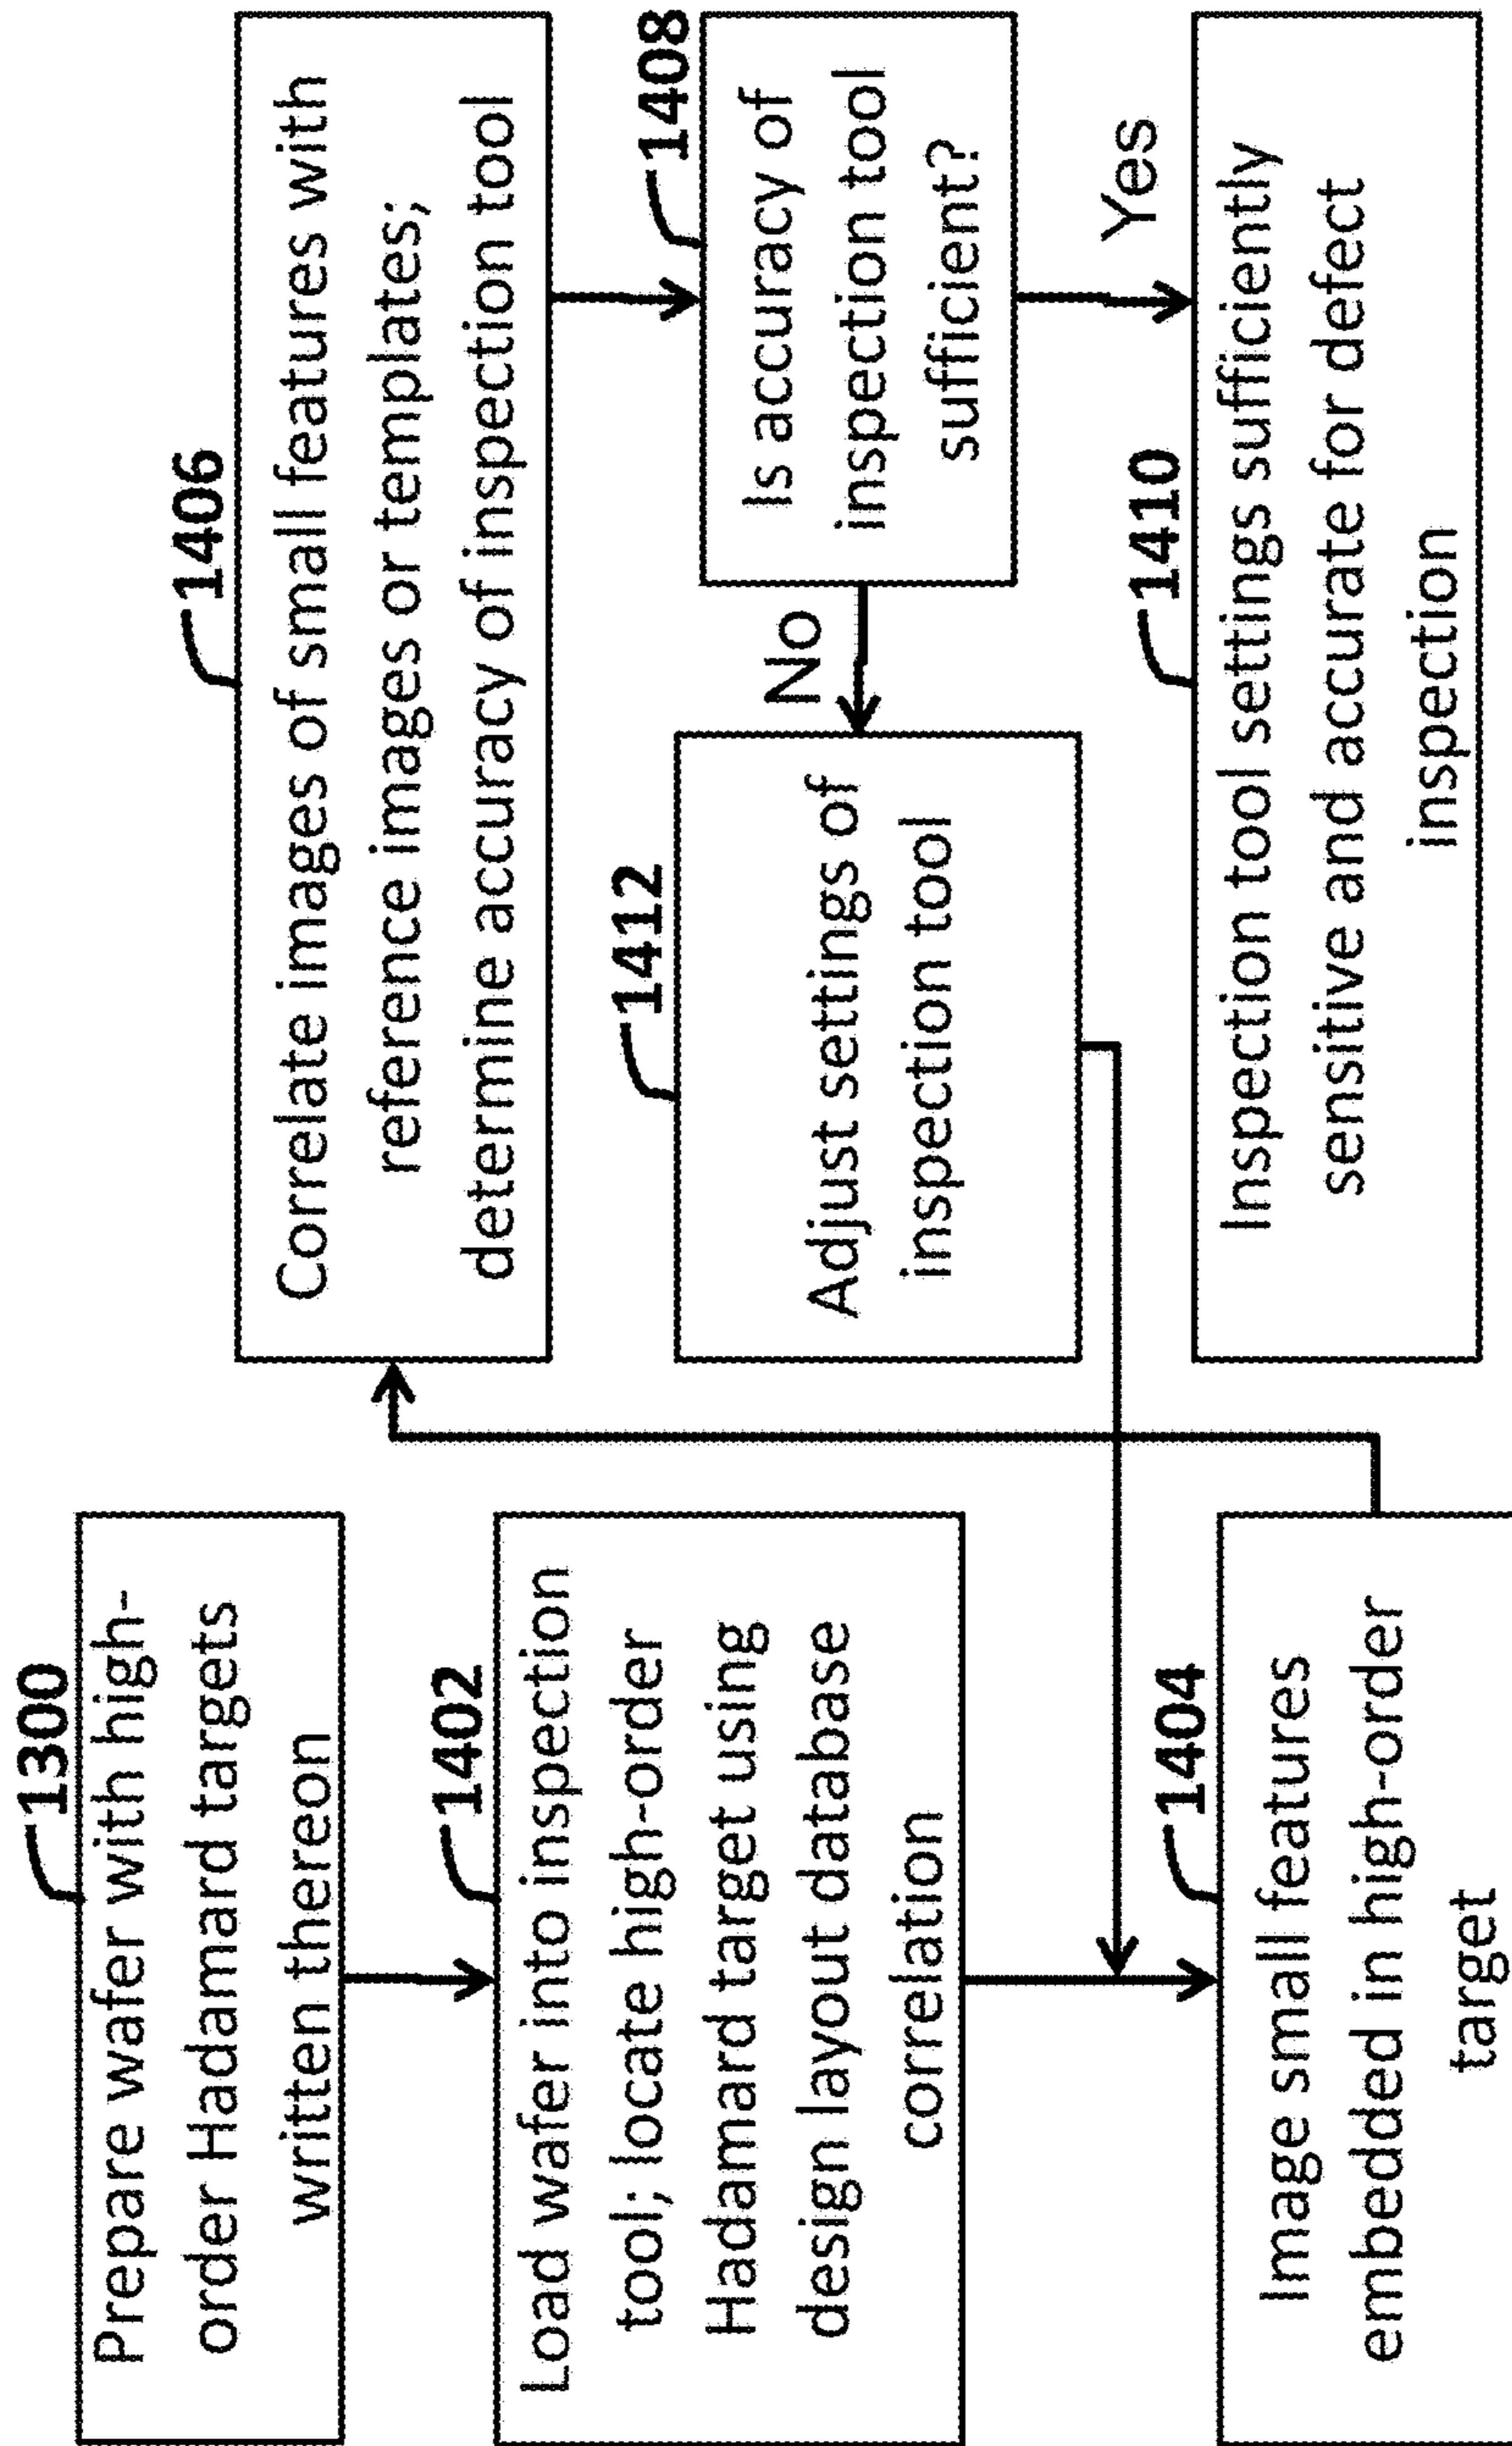 1300
Prepare wafer with high-
order Hadamard targets
written thereon
1402
Load wafer into inspection
tool; locate high-order
Hadamard target using
design layout database
correlation
1404
Image small features
embedded in high-order
target
1406
Correlate images of small features with
reference images or templates;
determine accuracy of inspection tool
1408
Is accuracy of
inspection tool
sufficient?
No
Yes
1412
Adjust settings of
inspection tool
1410
Inspection tool settings sufficiently
sensitive and accurate for defect
inspection